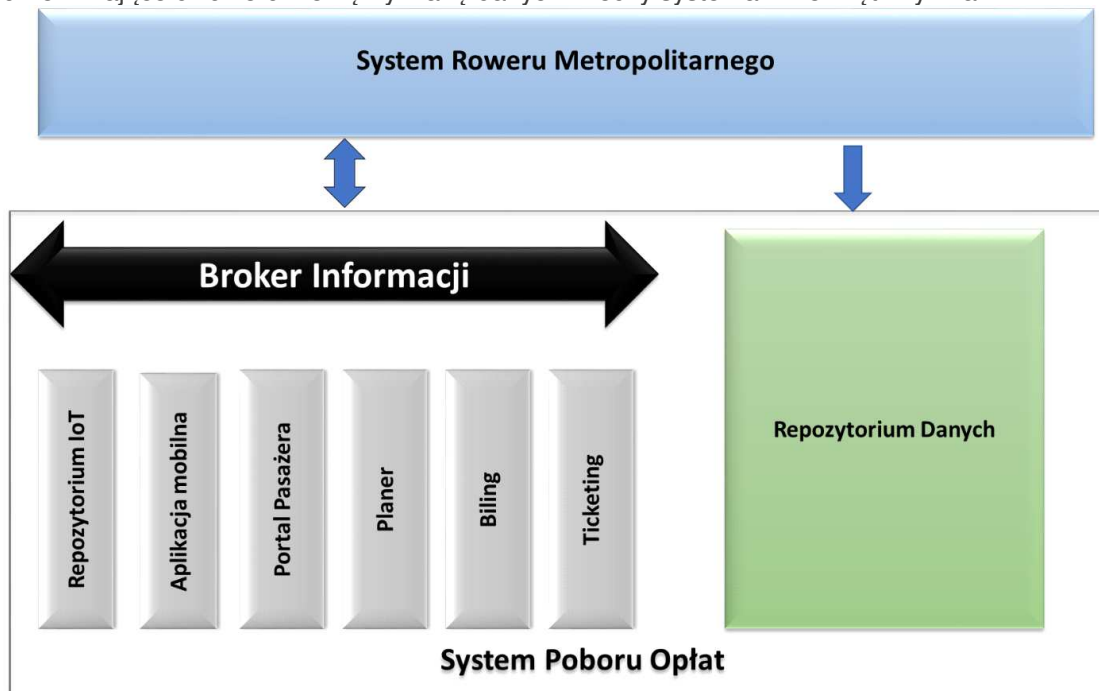 System Roweru Metropolitarnego
Broker Informacji
Repozytorium IoT
Aplikacja mobilna
Portal Pasażera
Planer
Biling
Ticketing
Repozytorium Danych
System Poboru Opłat